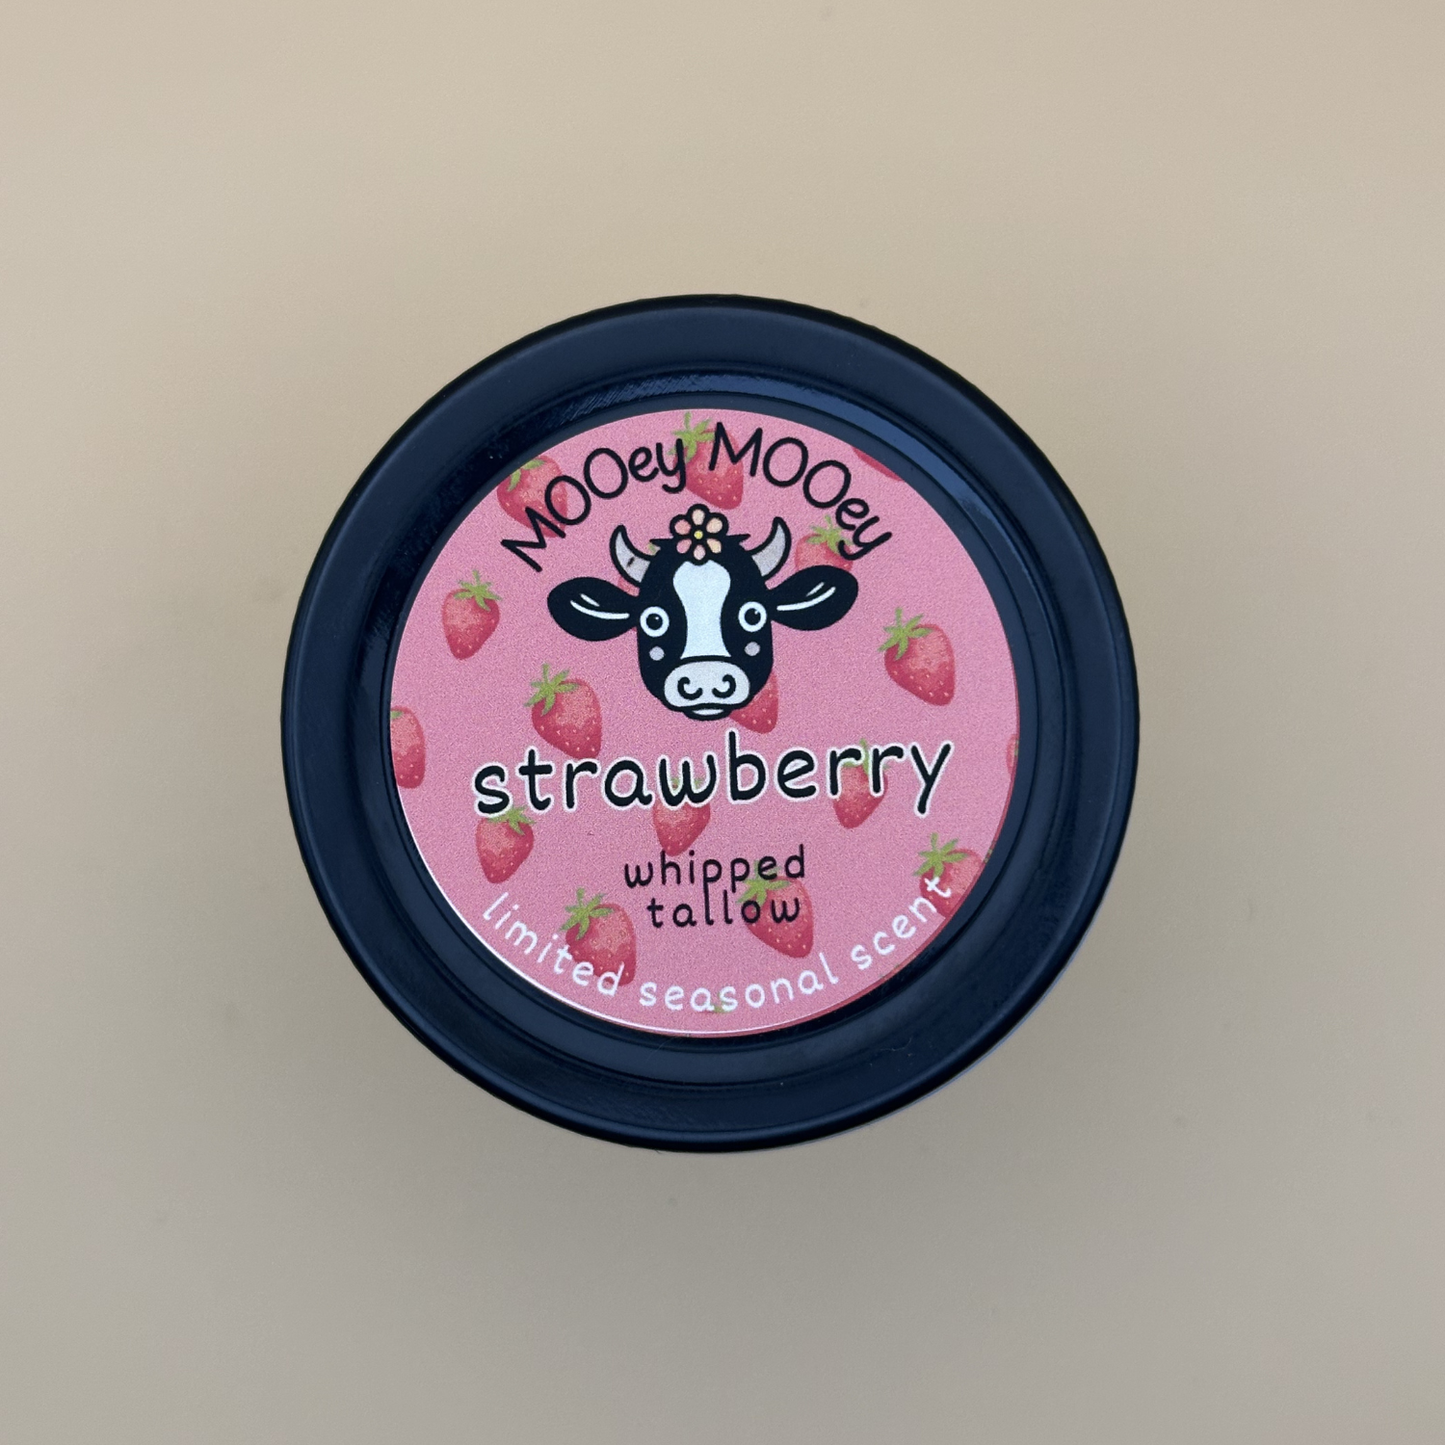 MOOey MOOey
strawberry
whipped
tallow
limited seasonal scent